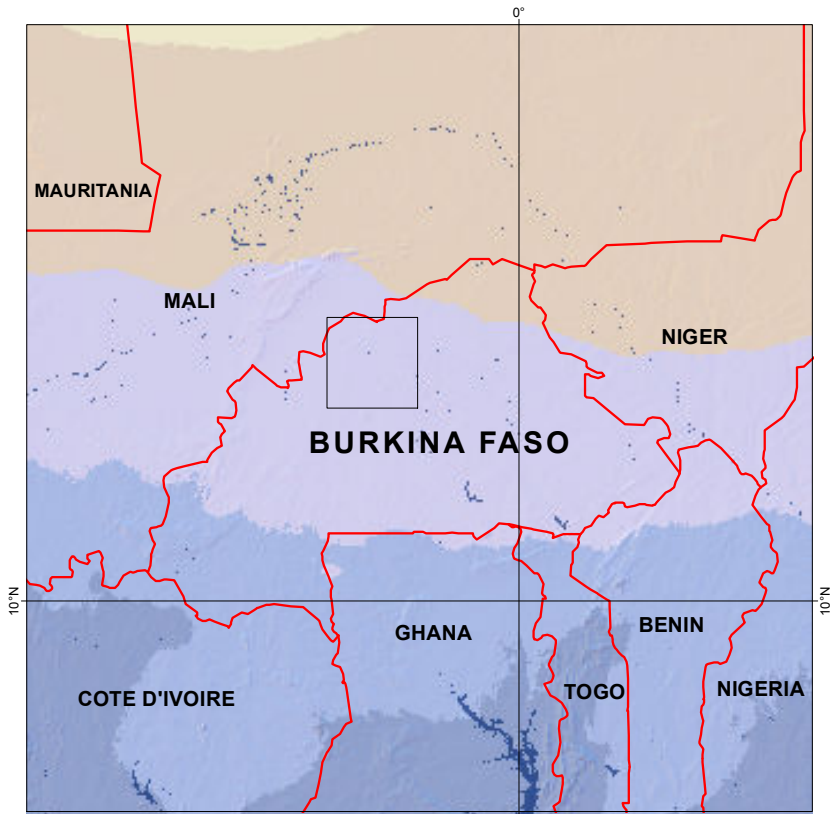 0°
MAURITANIA
MALI
NIGER
BURKINA FASO
10°N
10°N
GHANA
BENIN
COTE D'IVOIRE
TOGO
NIGERIA